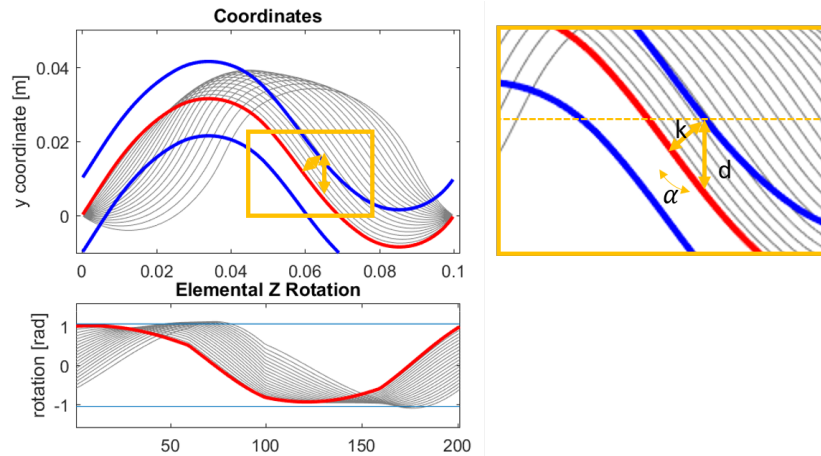 Coordinates
y coordinate [m]
0.04
0.02
0
0 0.02 0.04 0.06 0.08 0.1
Elemental Z Rotation
rotation [rad]
1
0
-1
50 100 150 200
k
d
α